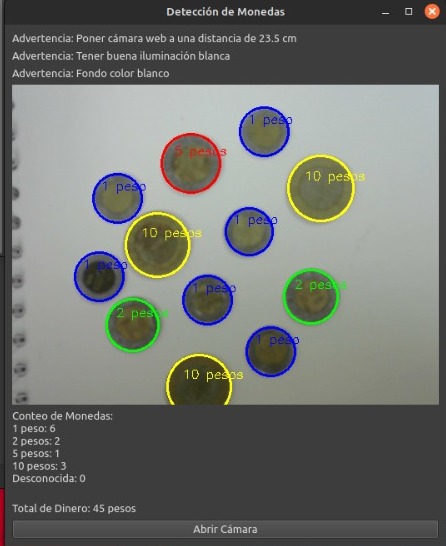 Detección de Monedas
Advertencia: Poner cámara web a una distancia de 23.5 cm
Advertencia: Tener buena iluminación blanca
Advertencia: Fondo color blanco
1 peso
5 pesos
10 pesos
1 peso
1 peso
10 pesos
1 peso
1 peso
2 pesos
2 pesos
1 peso
10 pesos
Conteo de Monedas:
1 peso: 6
2 pesos: 2
5 pesos: 1
10 pesos: 3
Desconocida: 0
Total de Dinero: 45 pesos
Abrir Cámara